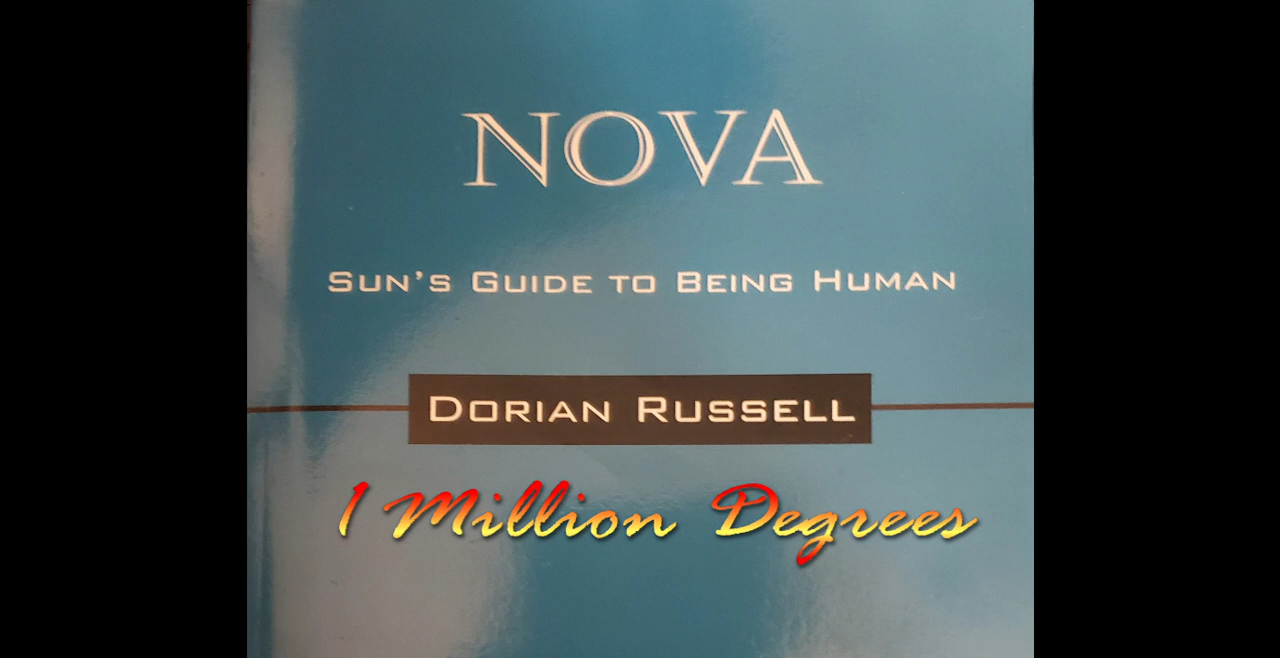 NOVA
Sun's Guide to Being Human
Dorian Russell
1 Million Degrees